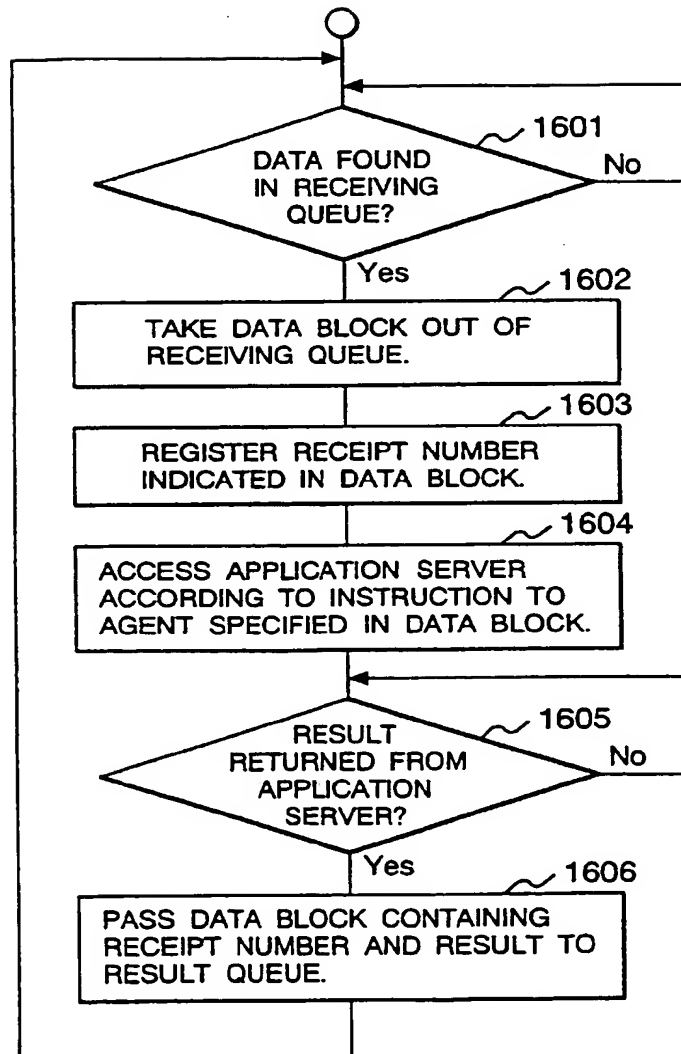 1601
DATA FOUND
IN RECEIVING
QUEUE?
No
Yes
1602
TAKE DATA BLOCK OUT OF
RECEIVING QUEUE.
1603
REGISTER RECEIPT NUMBER
INDICATED IN DATA BLOCK.
1604
ACCESS APPLICATION SERVER
ACCORDING TO INSTRUCTION TO
AGENT SPECIFIED IN DATA BLOCK.
1605
RESULT
RETURNED FROM
APPLICATION
SERVER?
No
Yes
1606
PASS DATA BLOCK CONTAINING
RECEIPT NUMBER AND RESULT TO
RESULT QUEUE.